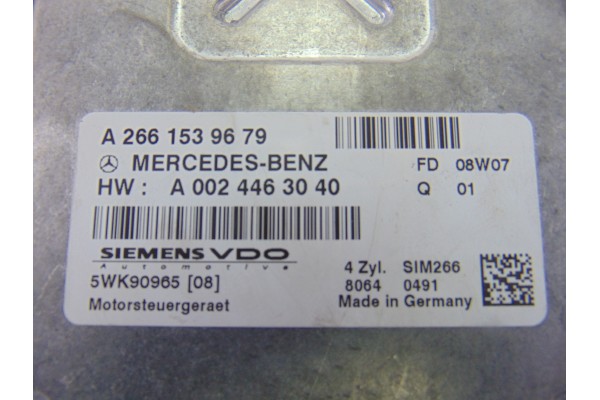 A 266 153 96 79
MERCEDES-BENZ FD 08W07
HW : A 002 446 30 40 Q 01
SIEMENS VDO
Automotive
5WK90965 [08] 4 Zyl. SIM266
8064 0491
Motorsteuergeraet Made in Germany